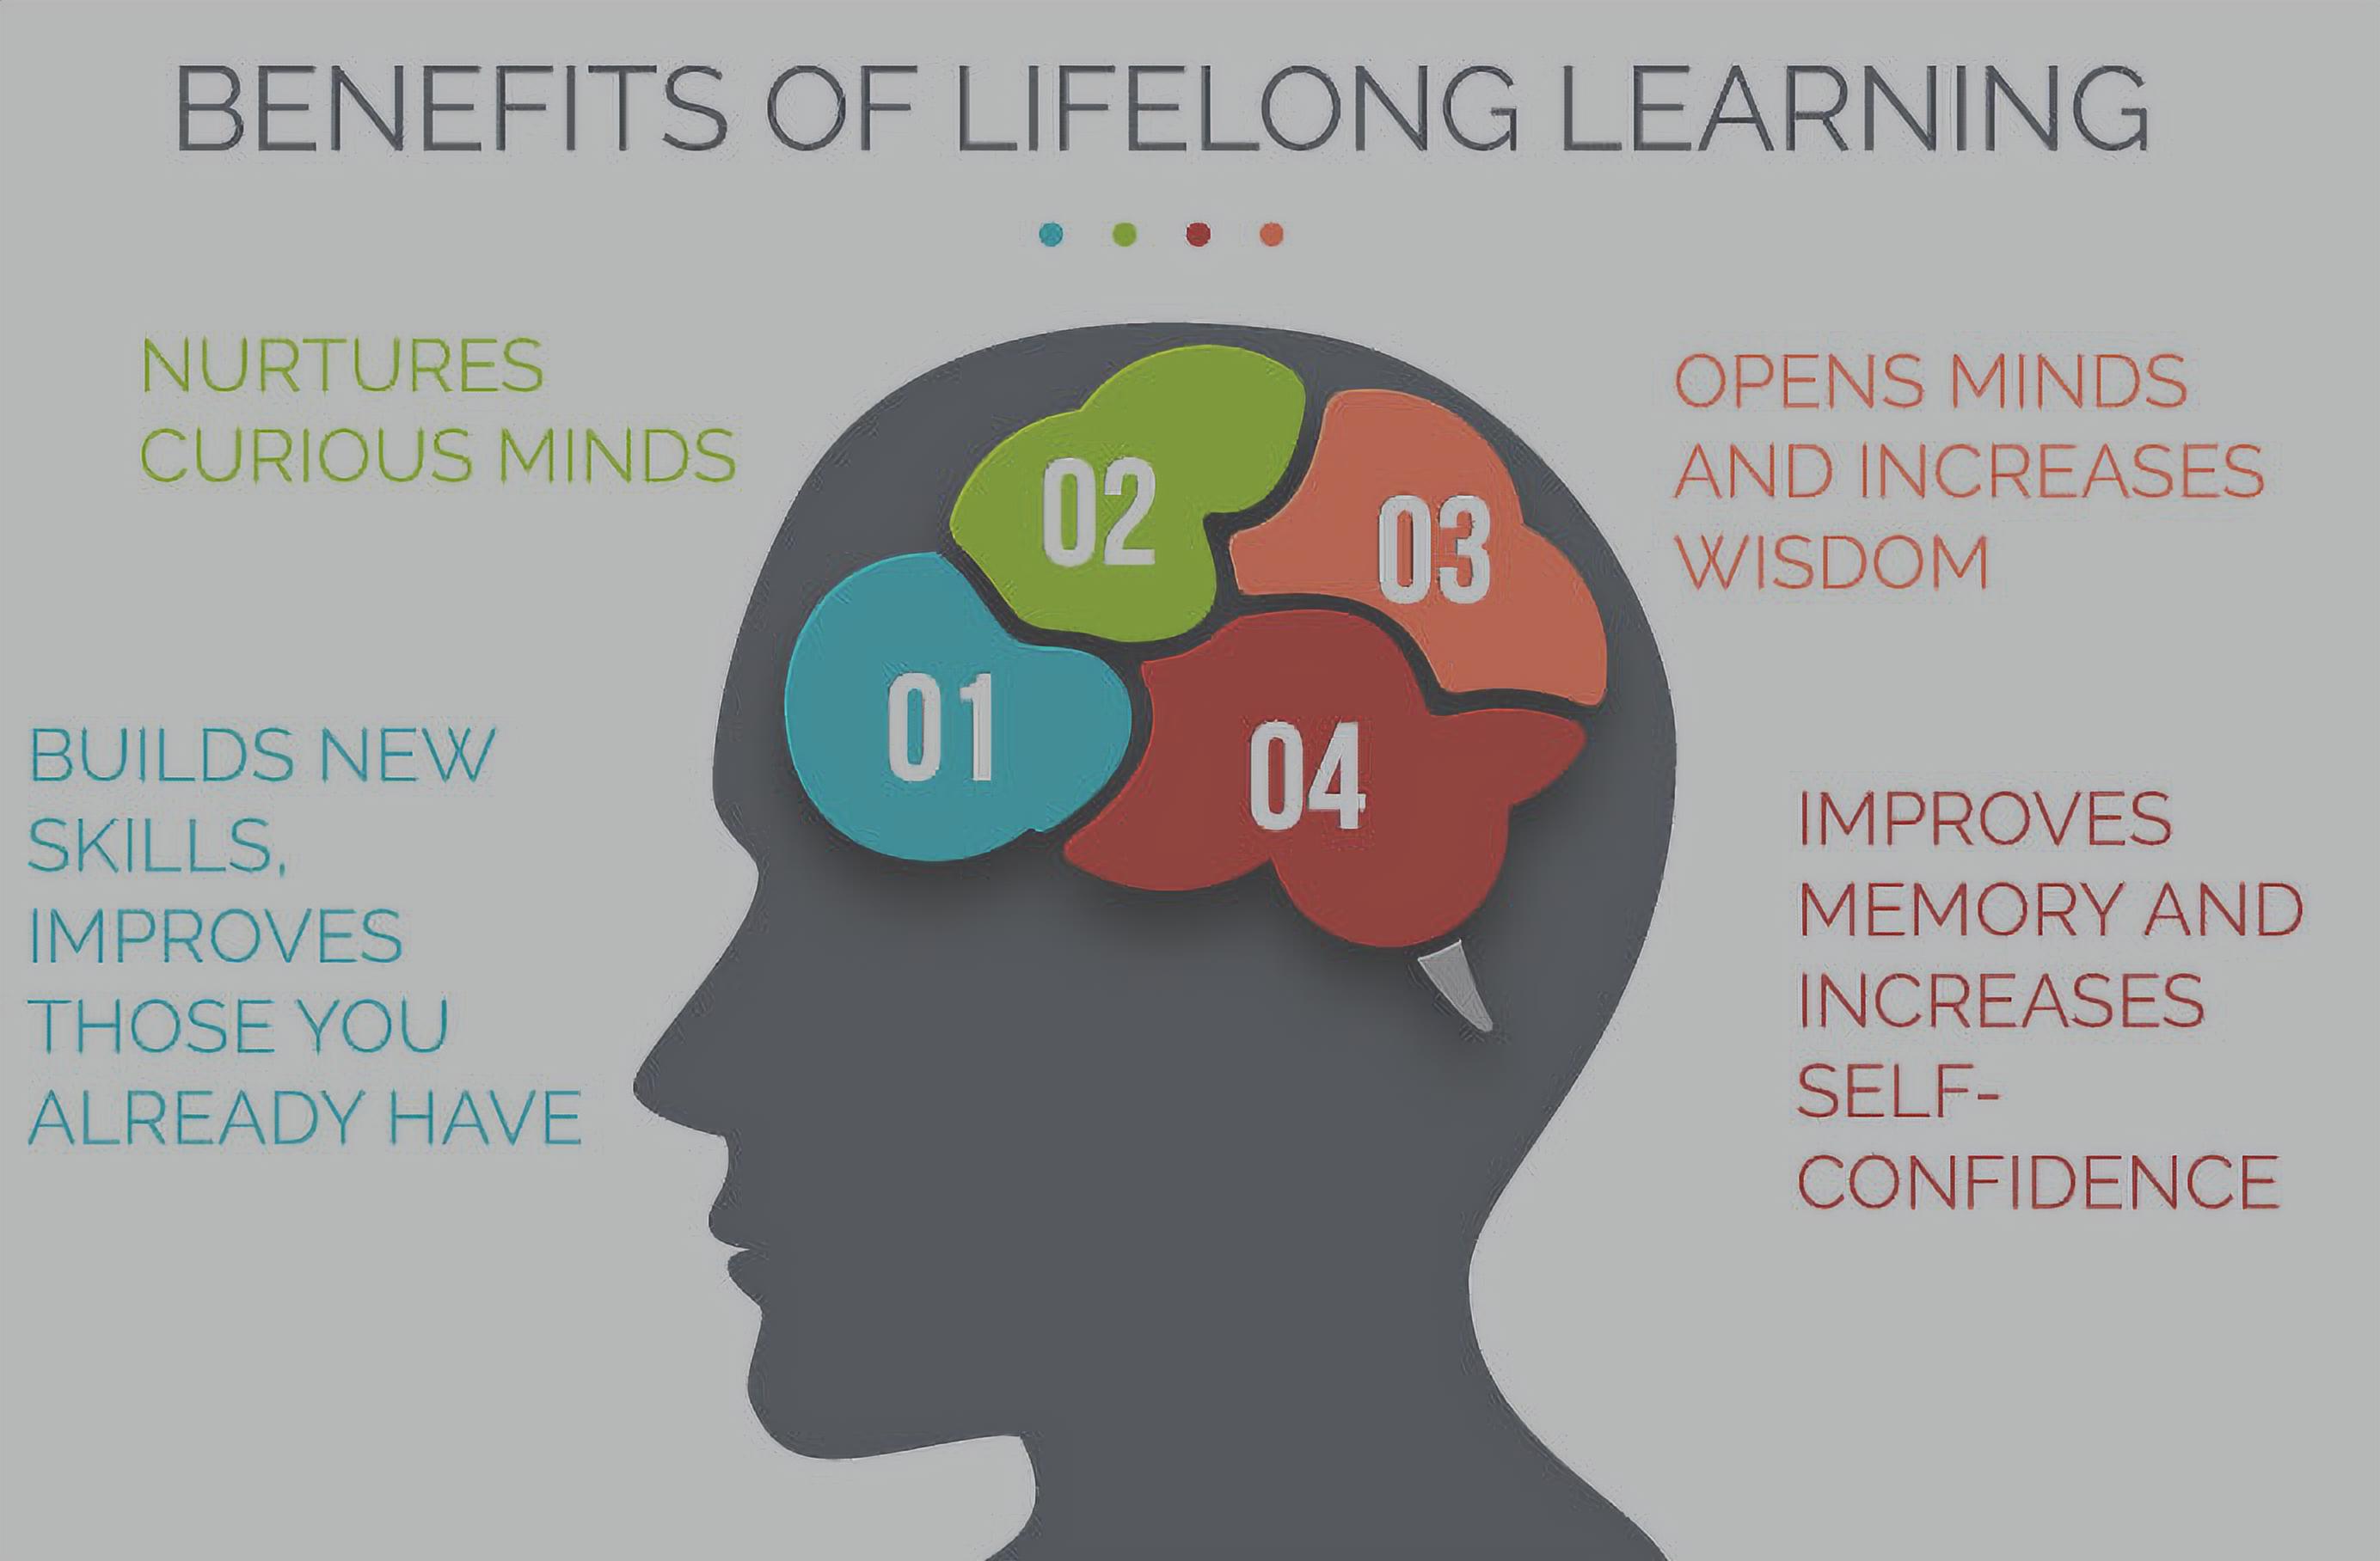 BENEFITS OF LIFELONG LEARNING
NURTURES
CURIOUS MINDS
OPENS MINDS
AND INCREASES
WISDOM
02
03
01
04
BUILDS NEW
SKILLS,
IMPROVES
THOSE YOU
ALREADY HAVE
IMPROVES
MEMORY AND
INCREASES
SELF-
CONFIDENCE